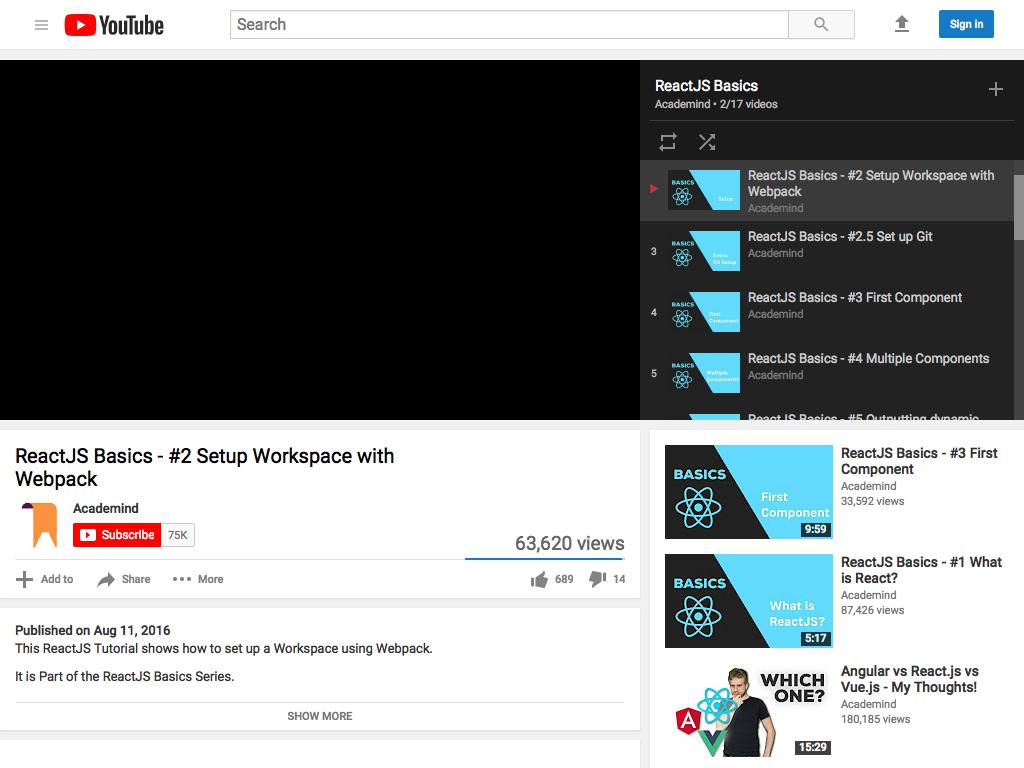 YouTube
Search
Sign in
ReactJS Basics
Academind • 2/17 videos
ReactJS Basics - #2 Setup Workspace with
Webpack
Academind
BASICS
Setup
3
ReactJS Basics - #2.5 Set up Git
Academind
BASICS
Extra:
Git Setup
4
ReactJS Basics - #3 First Component
Academind
BASICS
First
Component
5
ReactJS Basics - #4 Multiple Components
Academind
BASICS
Multiple
Components
ReactJS Basics - #5 Outputting dynamic
ReactJS Basics - #2 Setup Workspace with
Webpack
Academind
Subscribe 75K
63,620 views
Add to Share More 689 14
Published on Aug 11, 2016
This ReactJS Tutorial shows how to set up a Workspace using Webpack.
It is Part of the ReactJS Basics Series.
SHOW MORE
BASICS
First
Component
9:59
ReactJS Basics - #3 First
Component
Academind
33,592 views
BASICS
What is
ReactJS?
5:17
ReactJS Basics - #1 What
is React?
Academind
87,426 views
WHICH
ONE?
A
15:29
Angular vs React.js vs
Vue.js - My Thoughts!
Academind
180,185 views